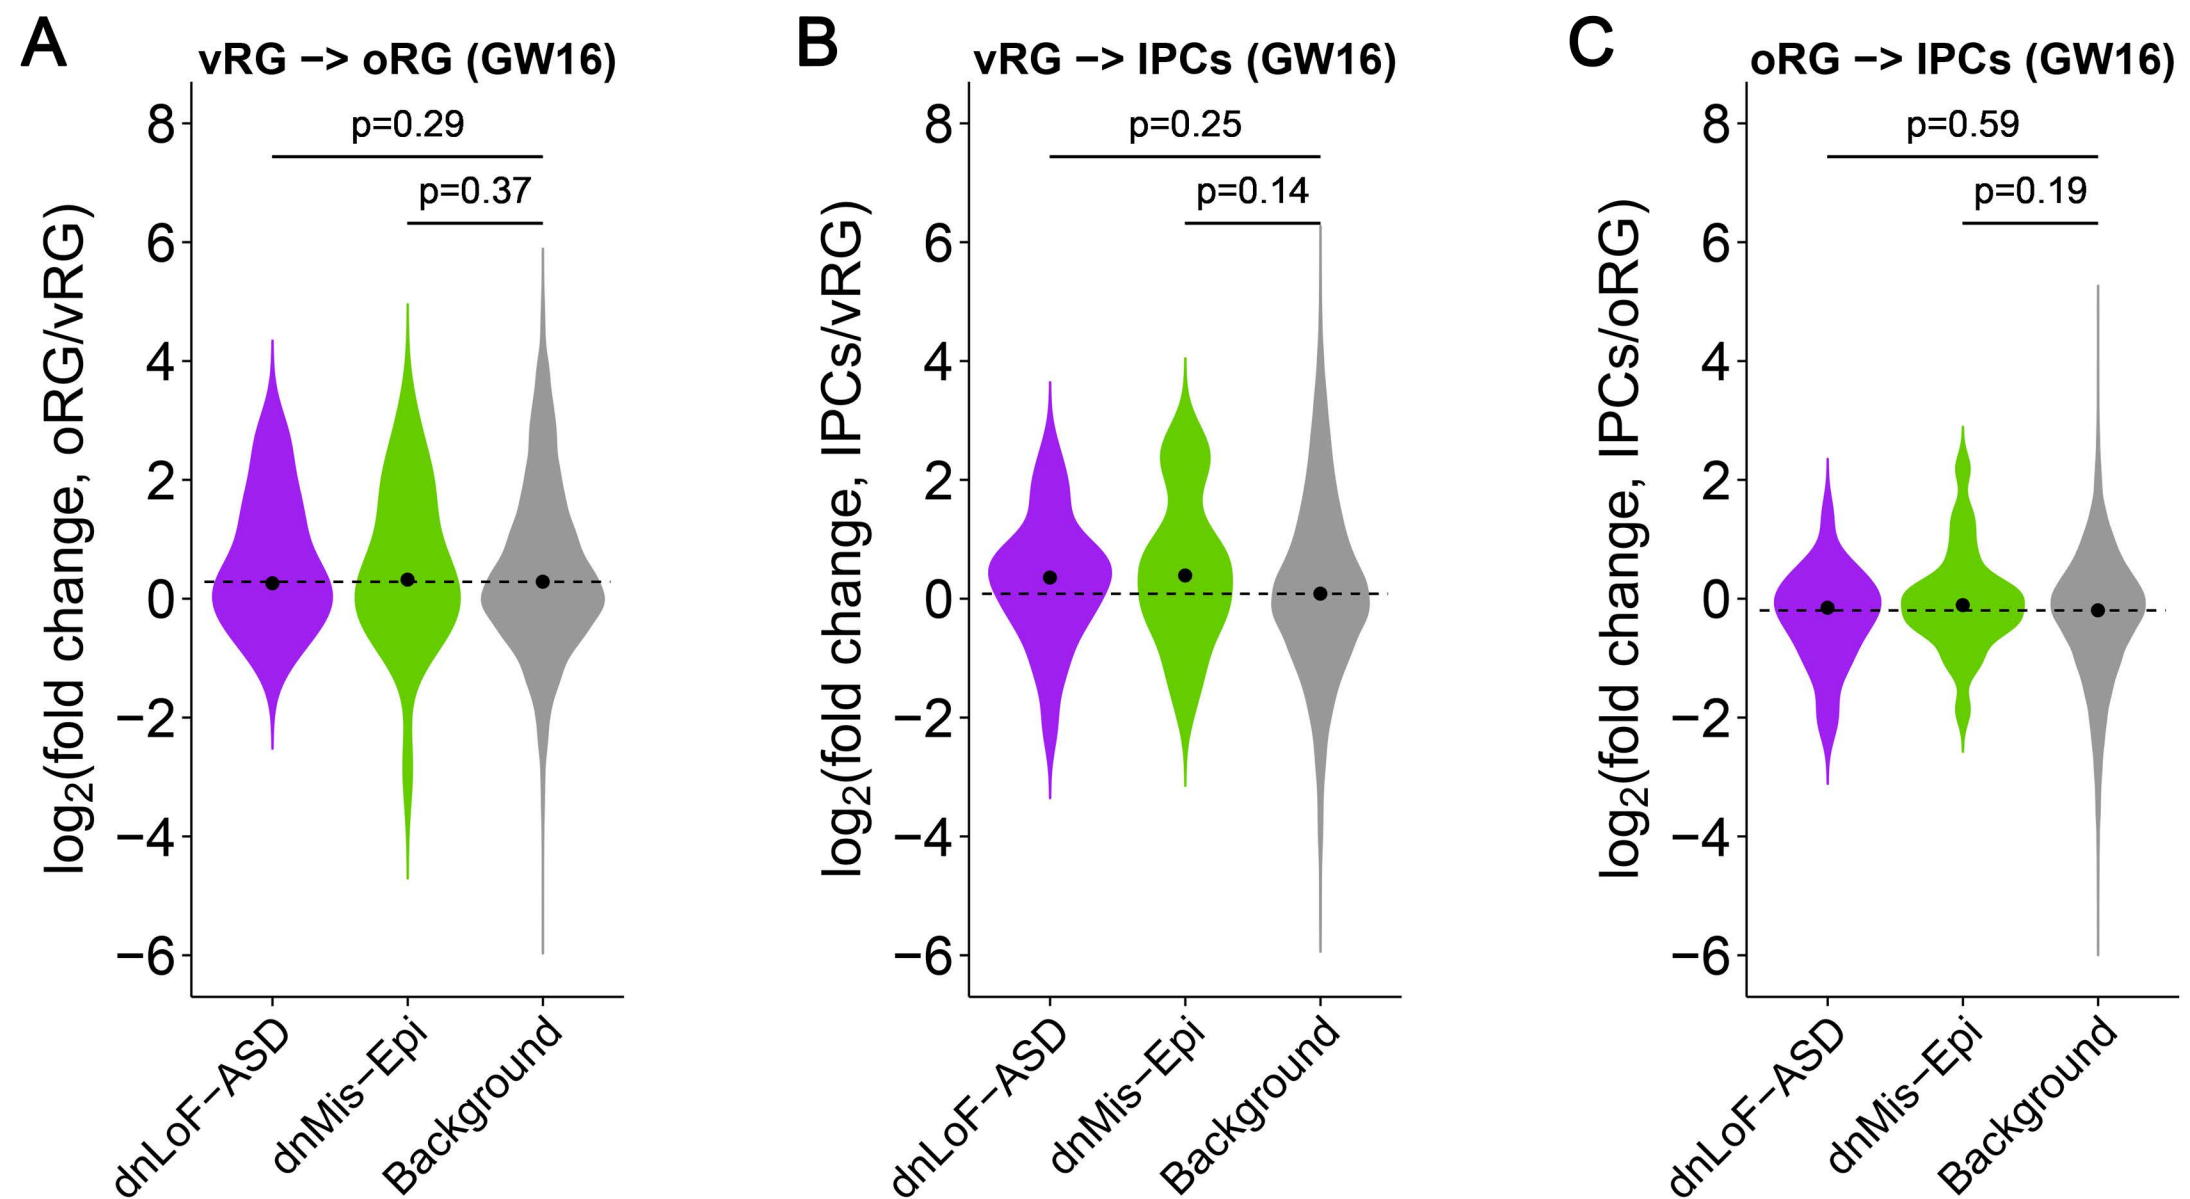 A
vRG −> oRG (GW16)
log2(fold change, oRG/vRG)
8
6
4
2
0
−2
−4
−6
p=0.29
p=0.37
dnLoF−ASD
dnMis−Epi
Background
B
vRG −> IPCs (GW16)
log2(fold change, IPCs/vRG)
8
6
4
2
0
−2
−4
−6
p=0.25
p=0.14
dnLoF−ASD
dnMis−Epi
Background
C
oRG −> IPCs (GW16)
log2(fold change, IPCs/oRG)
8
6
4
2
0
−2
−4
−6
p=0.59
p=0.19
dnLoF−ASD
dnMis−Epi
Background